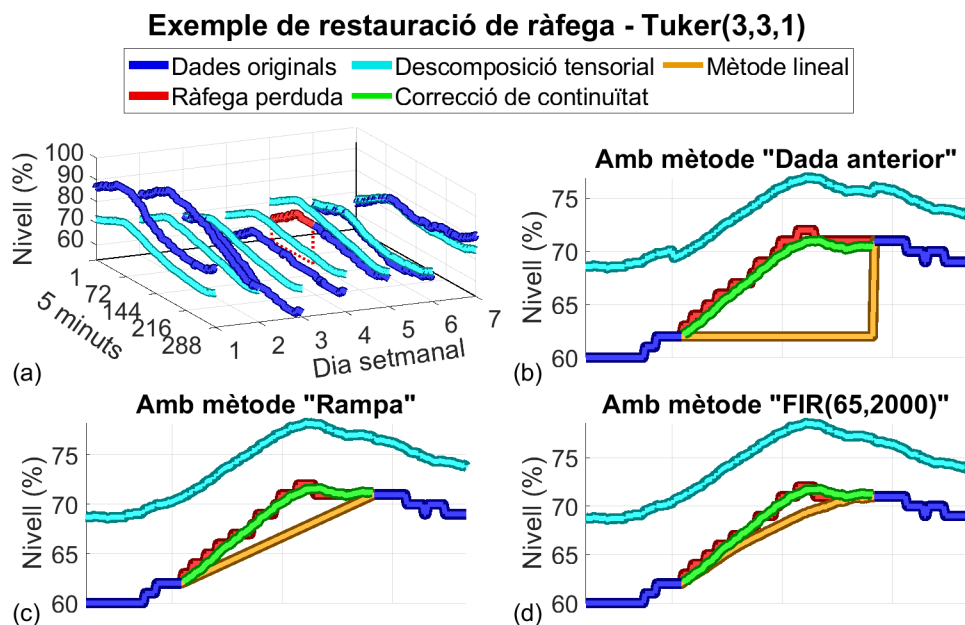 Exemple de restauració de ràfega - Tuker(3,3,1)
Dades originals
Descomposició tensorial
Mètode lineal
Ràfega perduda
Correcció de continuïtat
Nivell (%)
100
90
80
70
60
1
72
144
216
288
5 minuts
1
2
3
4
5
6
7
Dia setmanal
(a)
Amb mètode "Dada anterior"
Nivell (%)
75
70
65
60
(b)
Amb mètode "Rampa"
Nivell (%)
75
70
65
60
(c)
Amb mètode "FIR(65,2000)"
Nivell (%)
75
70
65
60
(d)